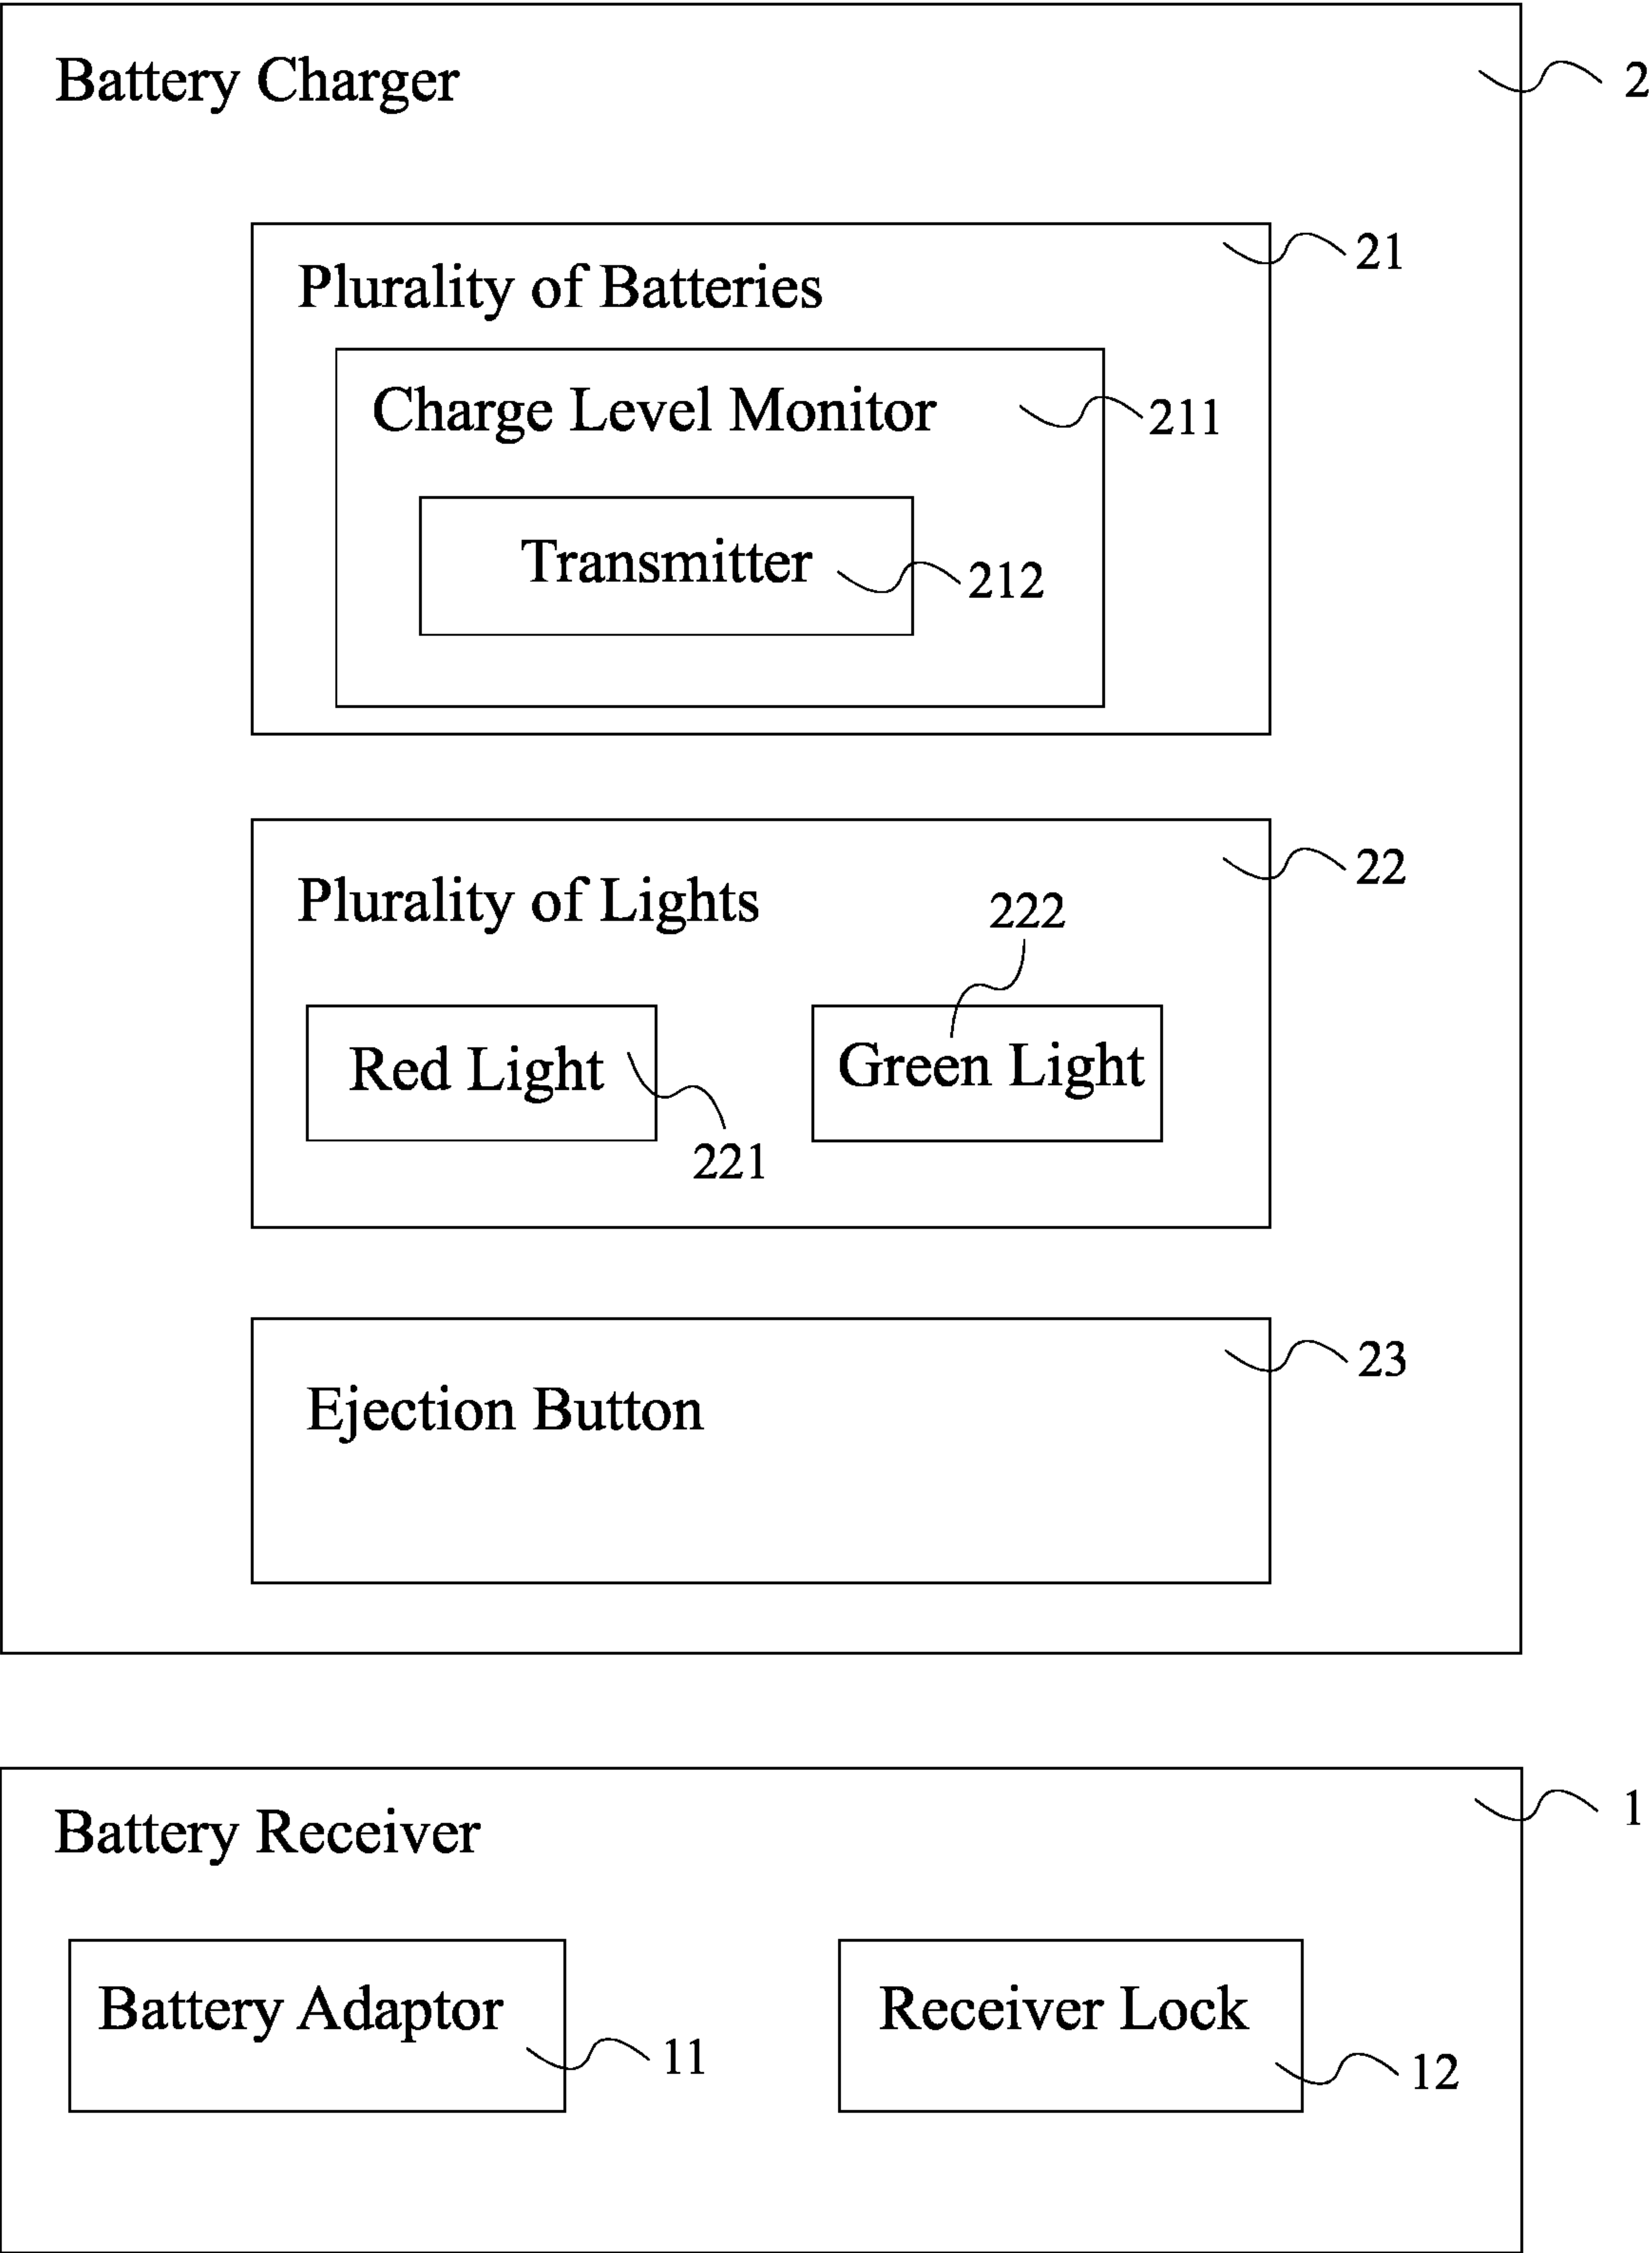 Battery Charger
2
21
Plurality of Batteries
Charge Level Monitor
211
Transmitter
212
22
Plurality of Lights
222
Red Light
Green Light
221
23
Ejection Button
1
Battery Receiver
Battery Adaptor
Receiver Lock
11
12